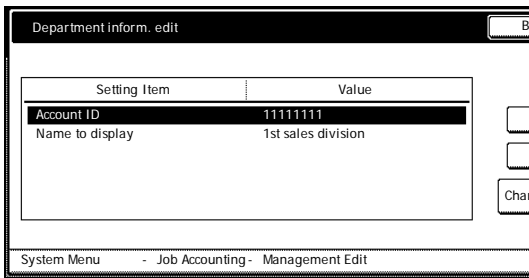 Department inform. edit
B
Setting Item Value
Account ID 11111111
Name to display 1st sales division
Char
System Menu - Job Accounting - Management Edit